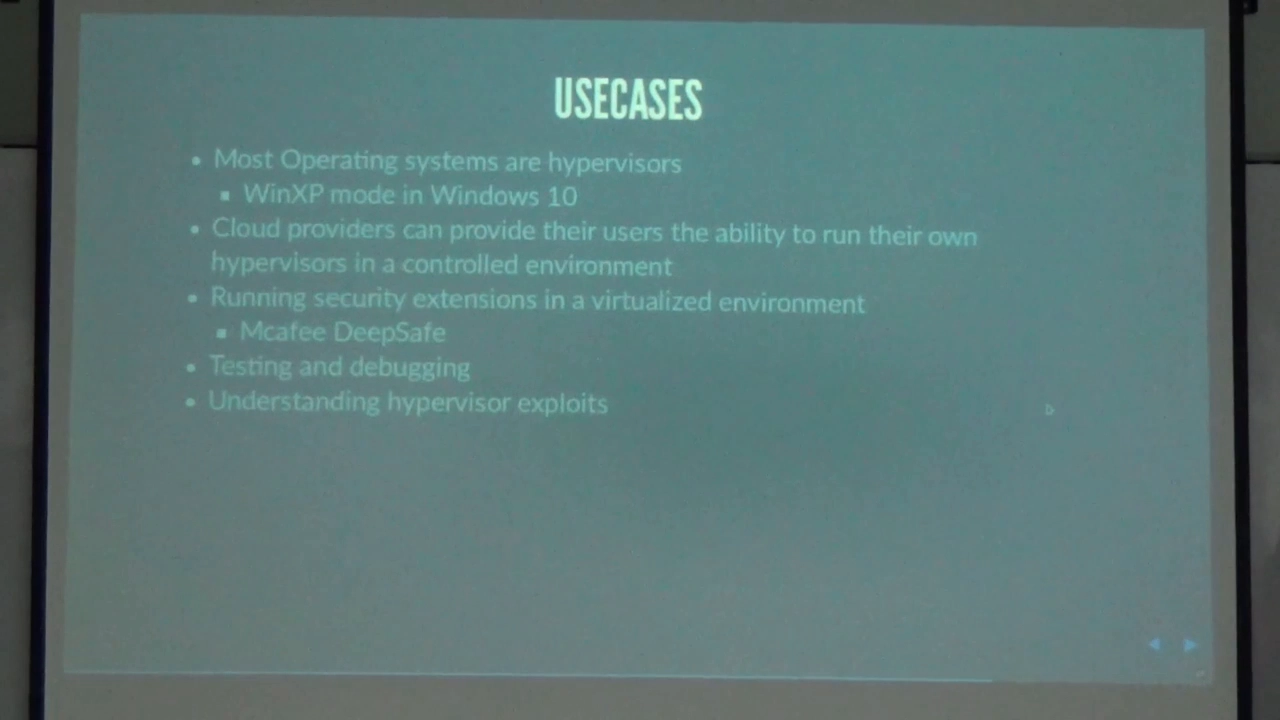 USECASES
• Most Operating systems are hypervisors
▪ WinXP mode in Windows 10
• Cloud providers can provide their users the ability to run their own
hypervisors in a controlled environment
• Running security extensions in a virtualized environment
▪ Mcafee DeepSafe
• Testing and debugging
• Understanding hypervisor exploits